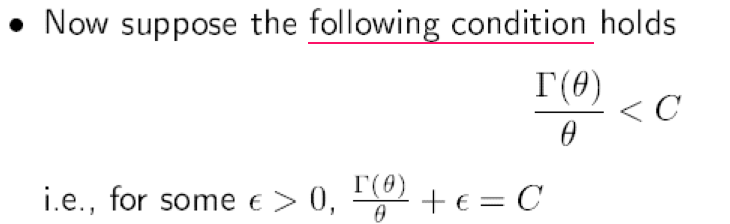 • Now suppose the following condition holds
Γ(θ)/θ < C
i.e., for some ϵ > 0, Γ(θ)/θ + ϵ = C